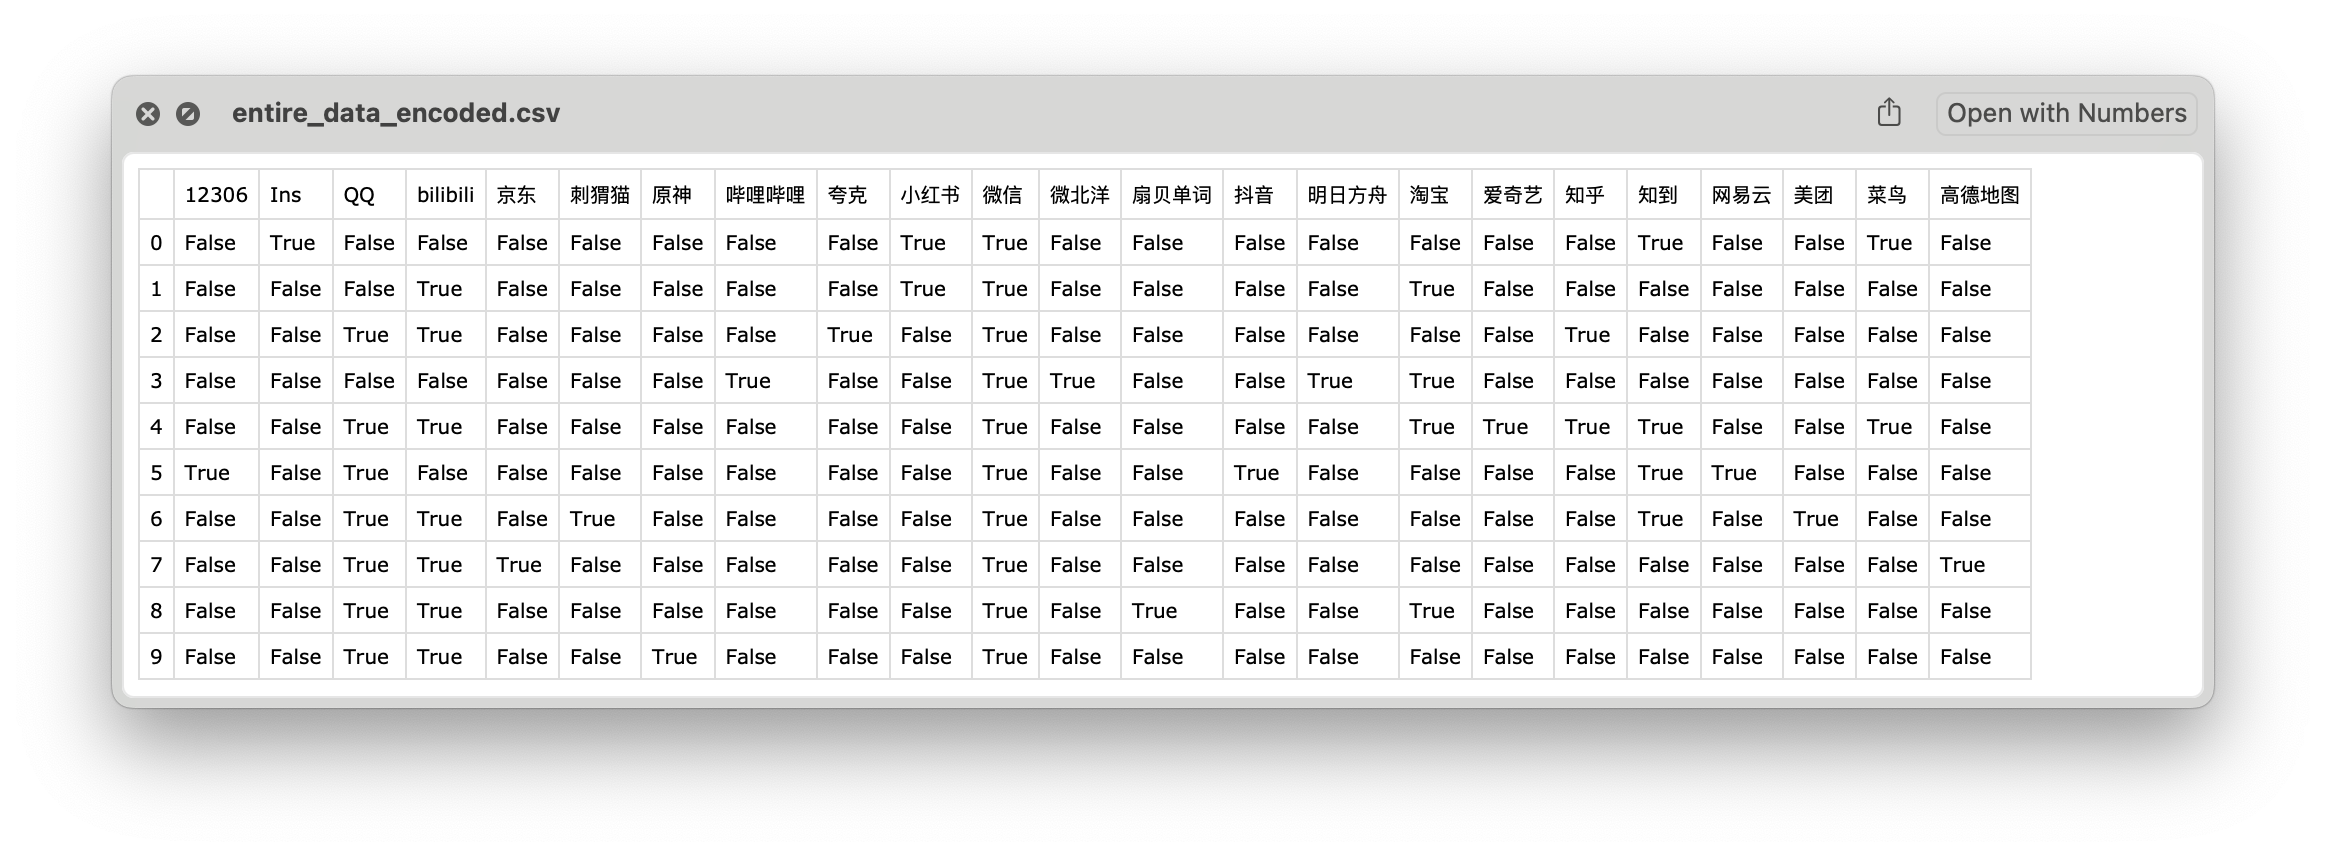 entire_data_encoded.csv Open with Numbers
12306 Ins QQ bilibili 京东 刺猬猫 原神 哔哩哔哩 夸克 小红书 微信 微北洋 扇贝单词 抖音 明日方舟 淘宝 爱奇艺 知乎 知到 网易云 美团 菜鸟 高德地图
0 False True False False False False False False False True True False False False False False False False True False False True False
1 False False False True False False False False False True True False False False False True False False False False False False False
2 False False True True False False False False True False True False False False False False False True False False False False False
3 False False False False False False False True False False True True False False True True False False False False False False False
4 False False True True False False False False False False True False False False False True True True True False False True False
5 True False True False False False False False False False True False False True False False False False True True False False False
6 False False True True False True False False False False True False False False False False False False True False True False False
7 False False True True True False False False False False True False False False False False False False False False False False True
8 False False True True False False False False False False True False True False False True False False False False False False False
9 False False True True False False True False False False True False False False False False False False False False False False False